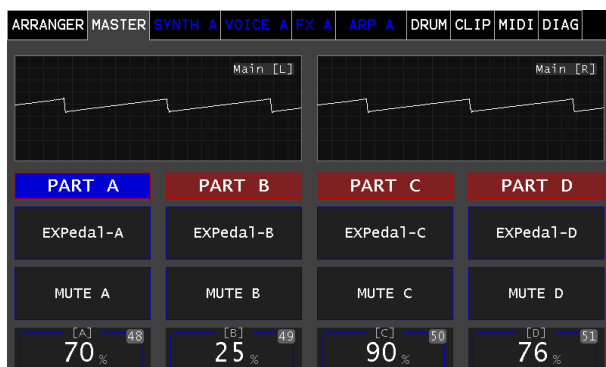 ARRANGER MASTER SYNTH A VOICE A FX A ARP A DRUM CLIP MIDI DIAG
Main [L] Main [R]
PART A PART B PART C PART D
EXPedal-A EXPedal-B EXPedal-C EXPedal-D
MUTE A MUTE B MUTE C MUTE D
[A] 48 [B] 49 [C] 50 [D] 51
70 % 25 % 90 % 76 %